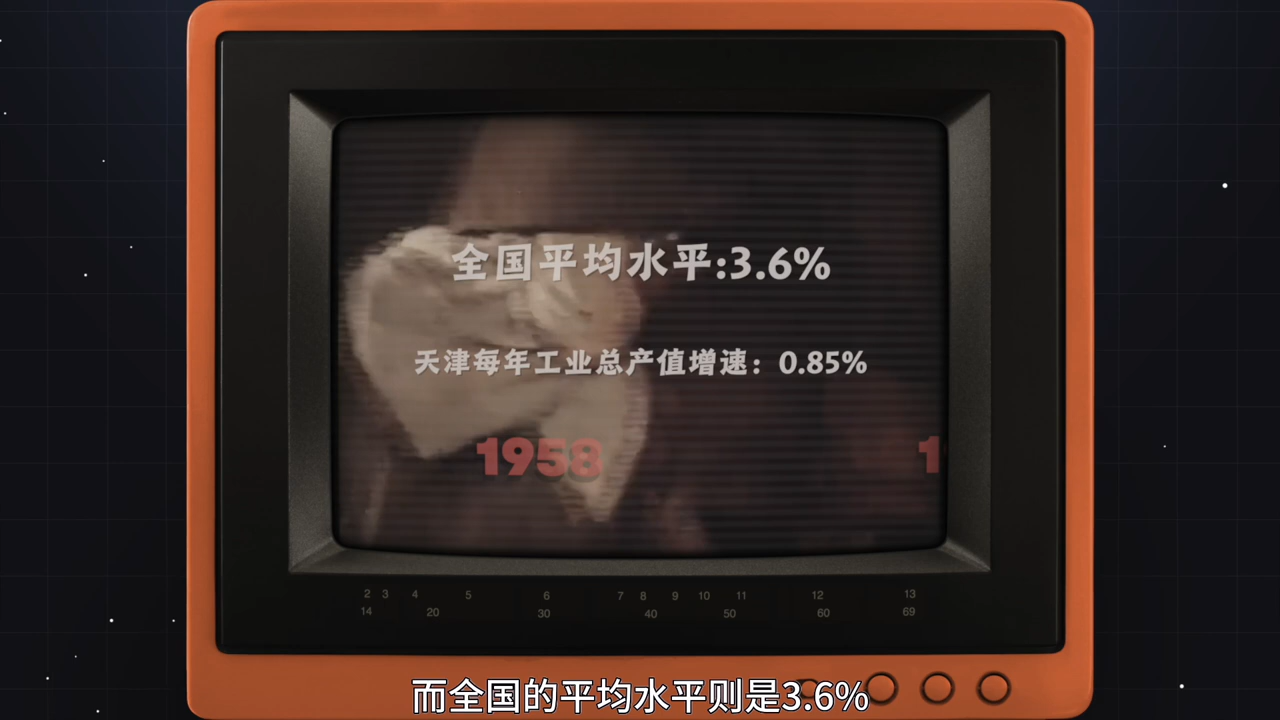 全国平均水平:3.6%
天津每年工业总产值增速：0.85%
1958 1
2 3 4 5 6 7 8 9 10 11 12 13
14 20 30 40 50 60 69
而全国的平均水平则是3.6%